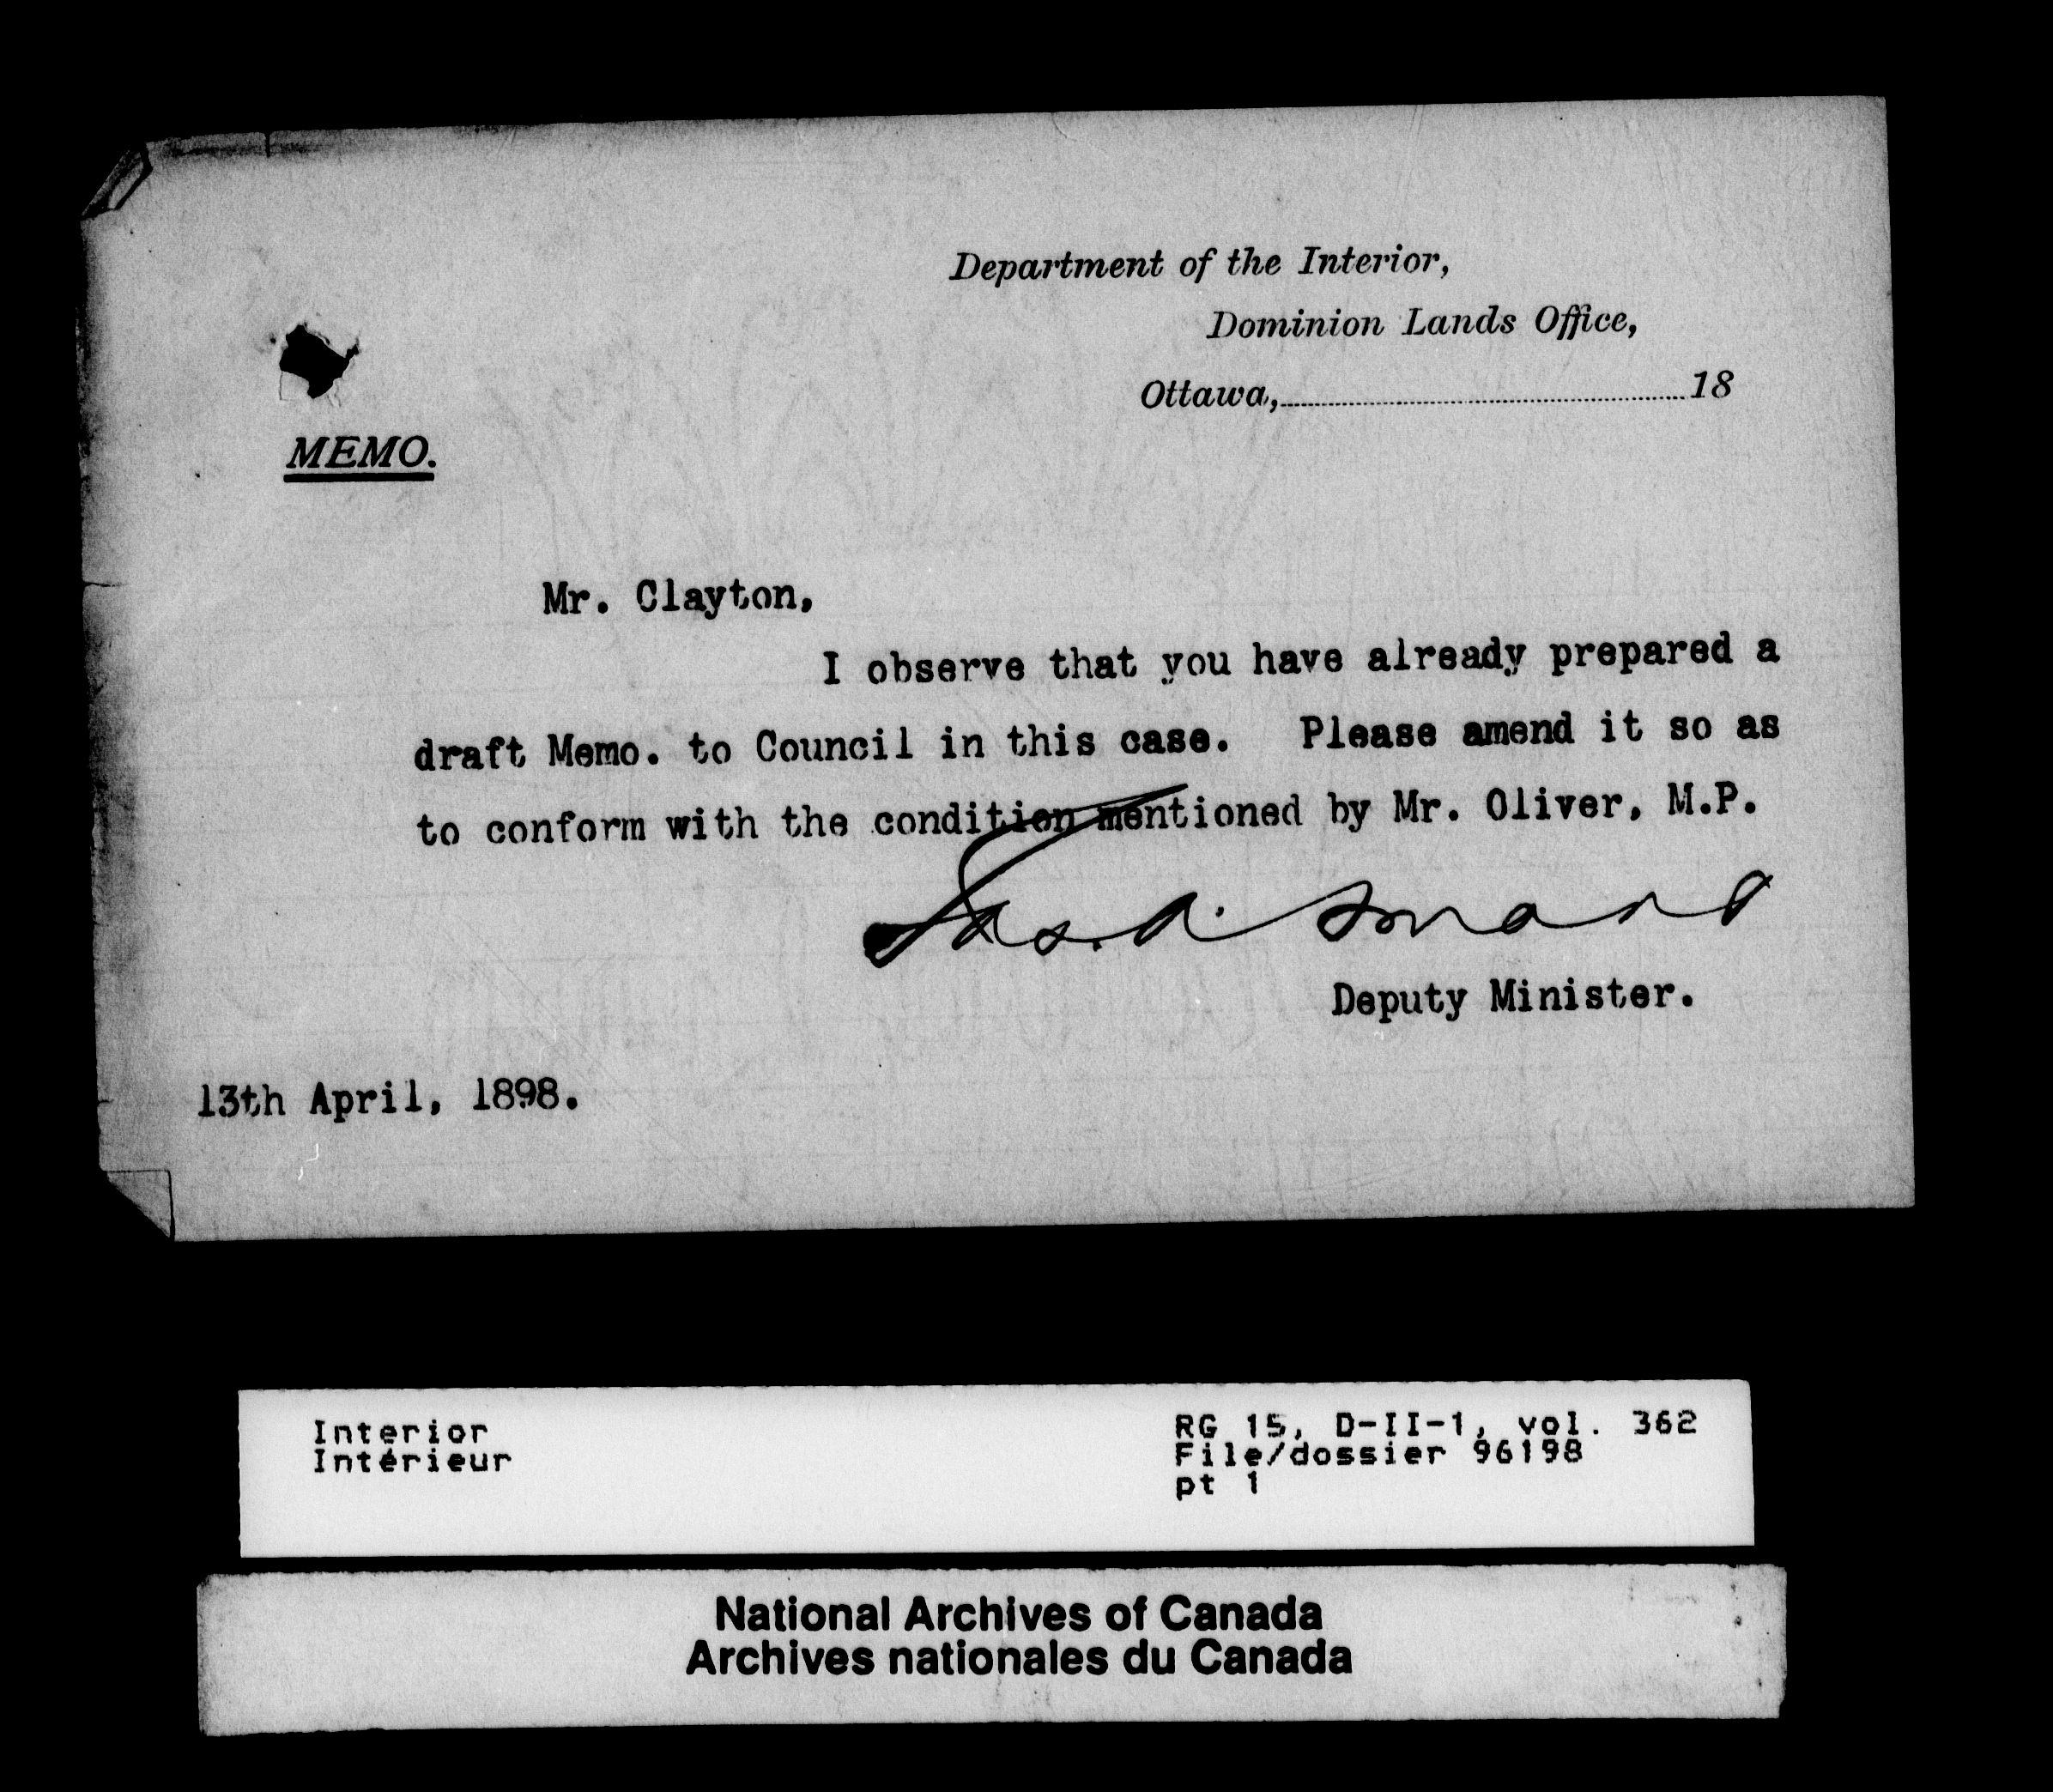 Department of the Interior,
Dominion Lands Office,
Ottawa, 18
MEMO.
Mr. Clayton,
I observe that you have already prepared a
draft Memo. to Council in this case. Please amend it so as
to conform with the condition mentioned by Mr. Oliver, M.P.
Jas. A. Smart
Deputy Minister.
13th April, 1898.
Interior
Intérieur
RG 15, D-II-1, vol. 362
File/dossier 96198
pt 1
National Archives of Canada
Archives nationales du Canada